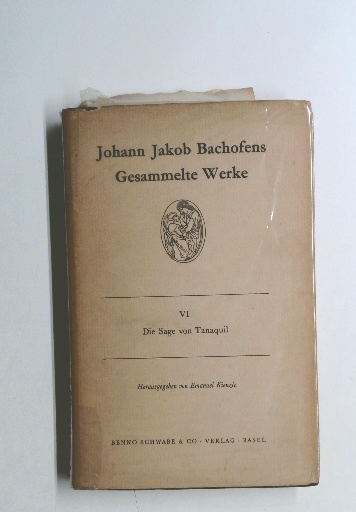 Johann Jakob Bachofens
Gesammelte Werke
VI
Die Sage von Tanaquil
Herausgegeben von Emanuel Kienzle
BENNO SCHWABE & CO · VERLAG · BASEL